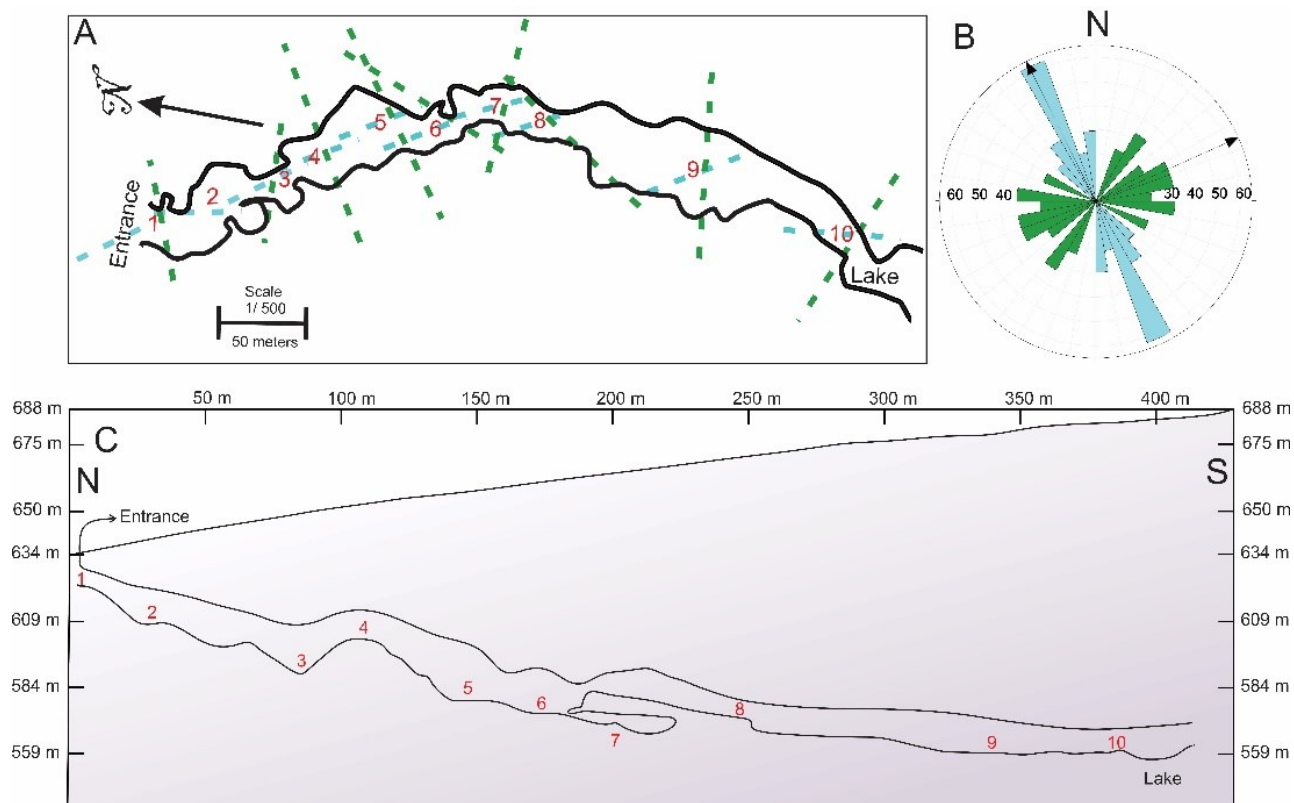 A
N
5
7
6
8
4
2
3
9
1
10
Entrance
Lake
Scale
1/ 500
50 meters
B
N
60 50 40
30 40 50 60
50 m
100 m
150 m
200 m
250 m
300 m
350 m
400 m
688 m
688 m
C
675 m
675 m
N
S
650 m
650 m
Entrance
634 m
634 m
1
609 m
2
4
609 m
3
584 m
5
6
8
584 m
7
9
10
559 m
559 m
Lake